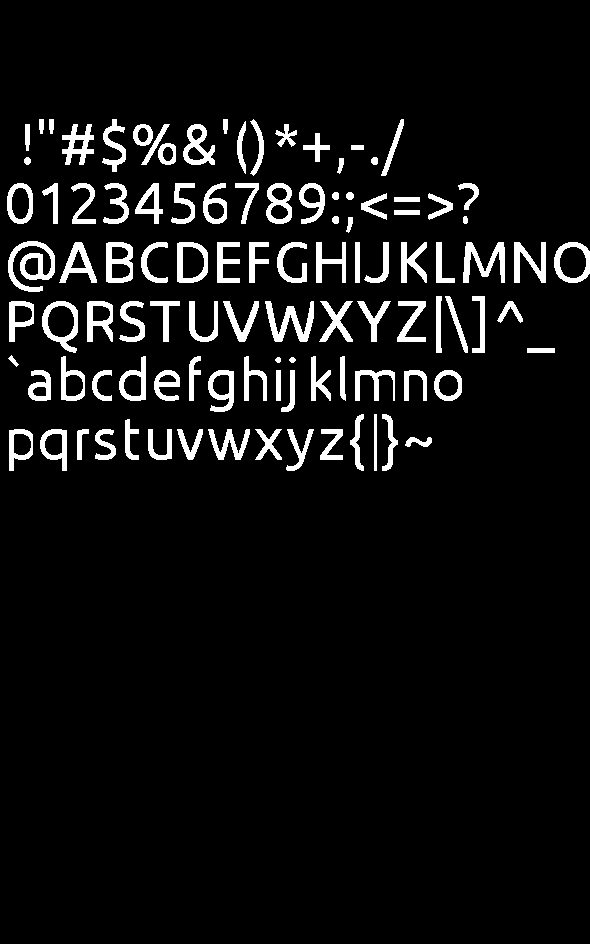 !"#$%&'()*+,-./
0123456789:;<=>?
@ABCDEFGHIJKLMNO
PQRSTUVWXYZ[\]^_
`abcdefghijklmno
pqrstuvwxyz{|}~